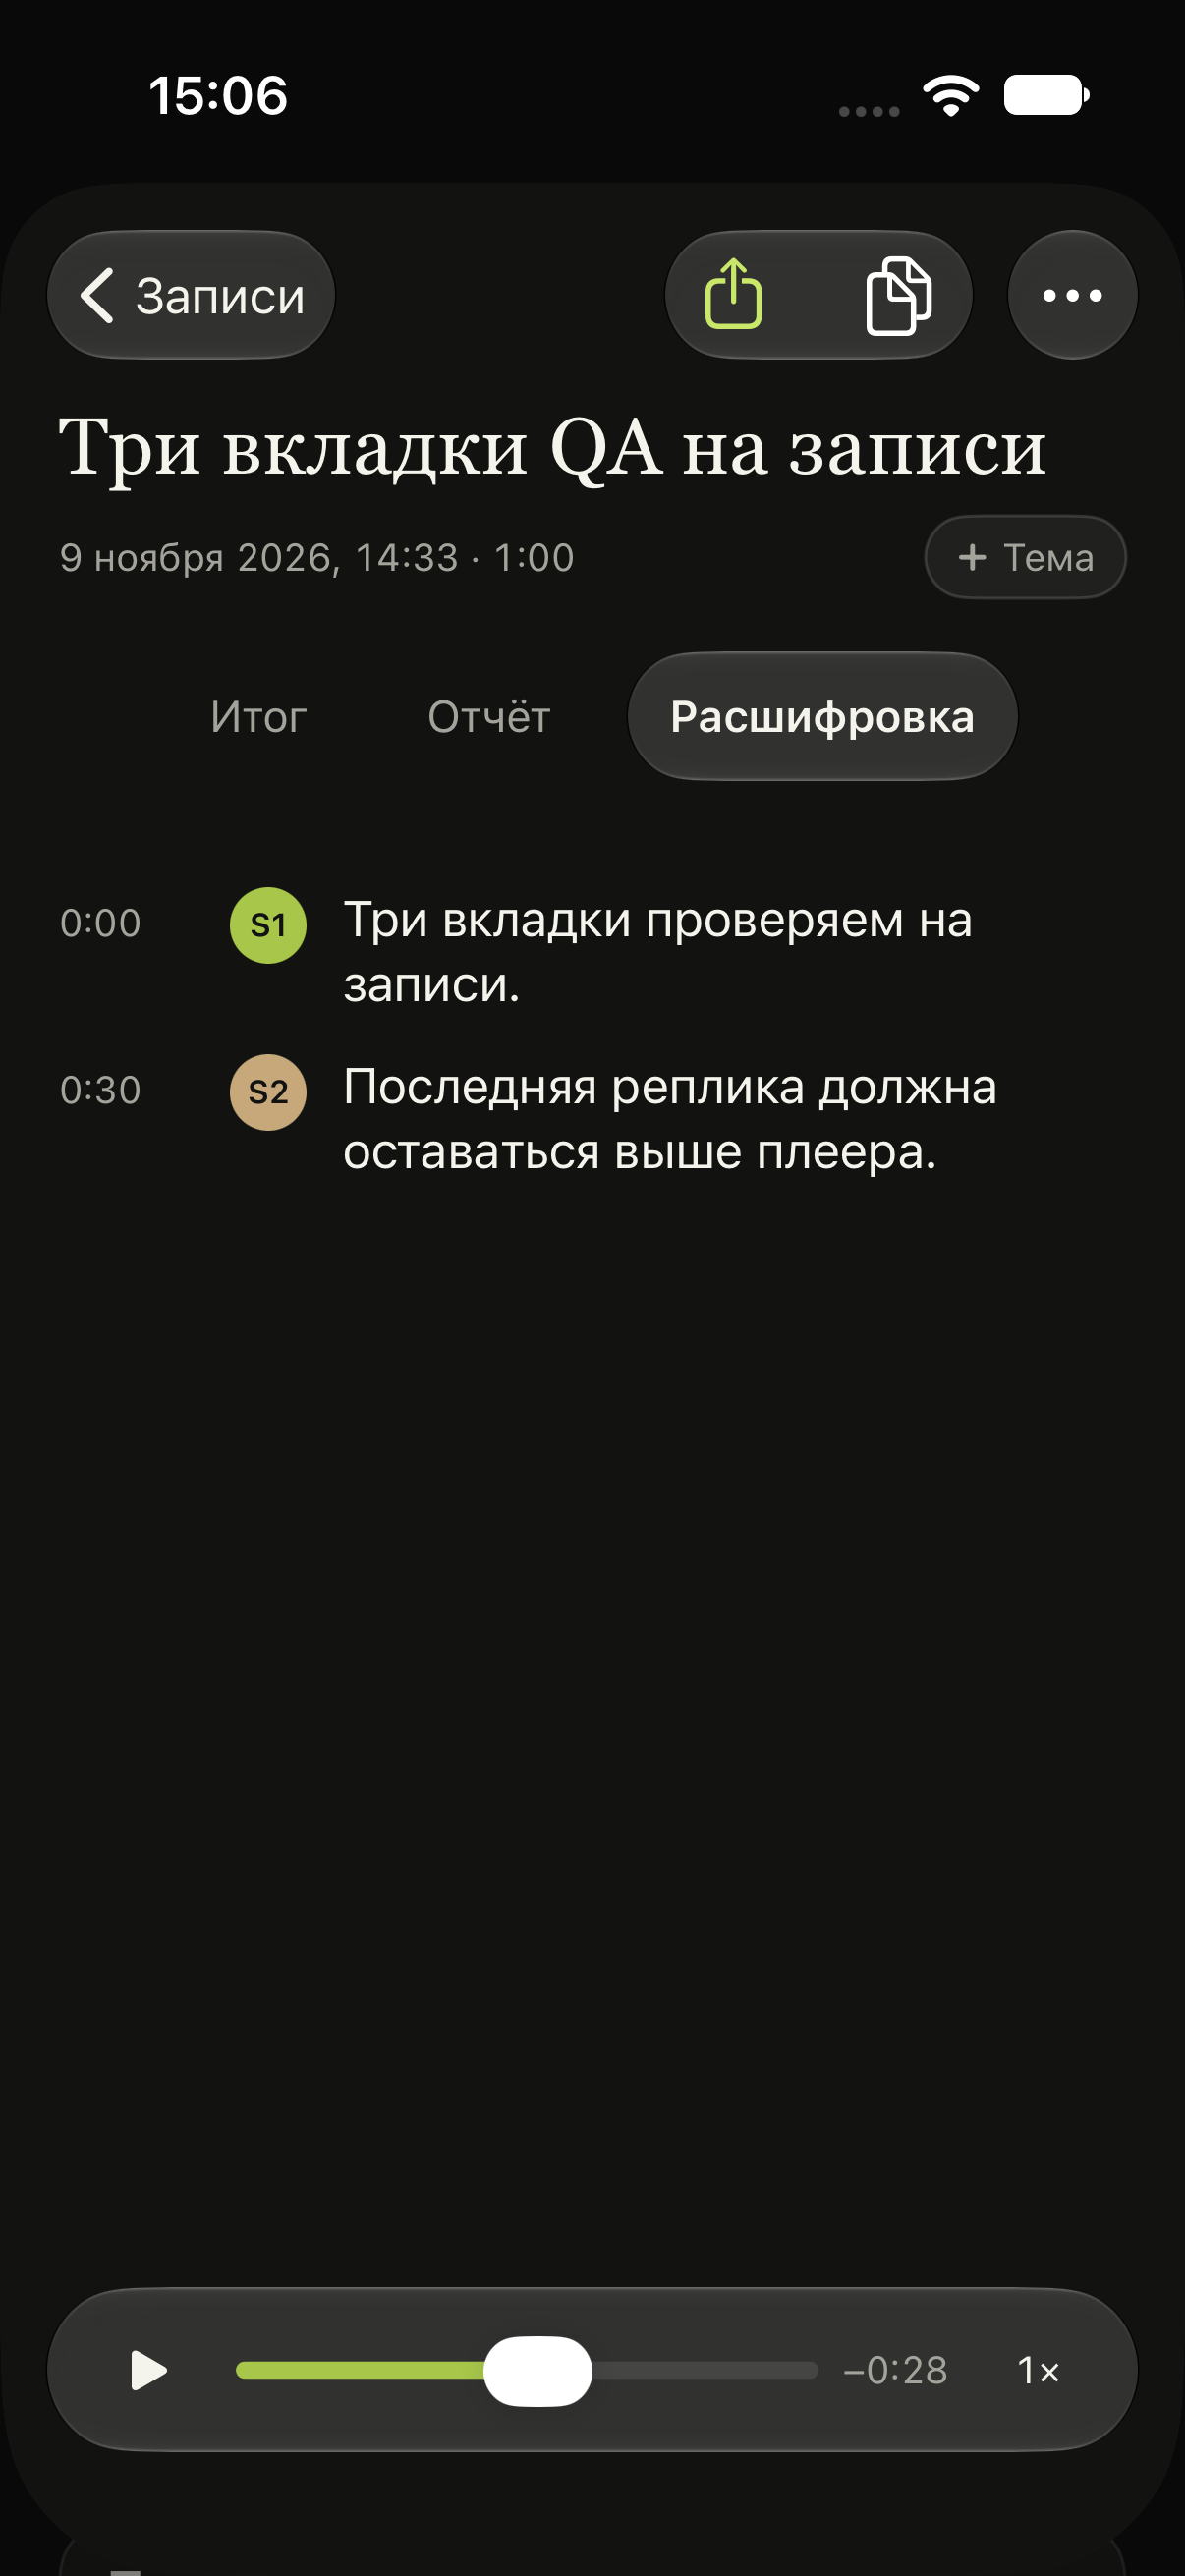 15:06
Записи
Три вкладки QA на записи
9 ноября 2026, 14:33 · 1:00
+ Тема
Итог
Отчёт
Расшифровка
0:00
S1
Три вкладки проверяем на
записи.
0:30
S2
Последняя реплика должна
оставаться выше плеера.
–0:28
1×